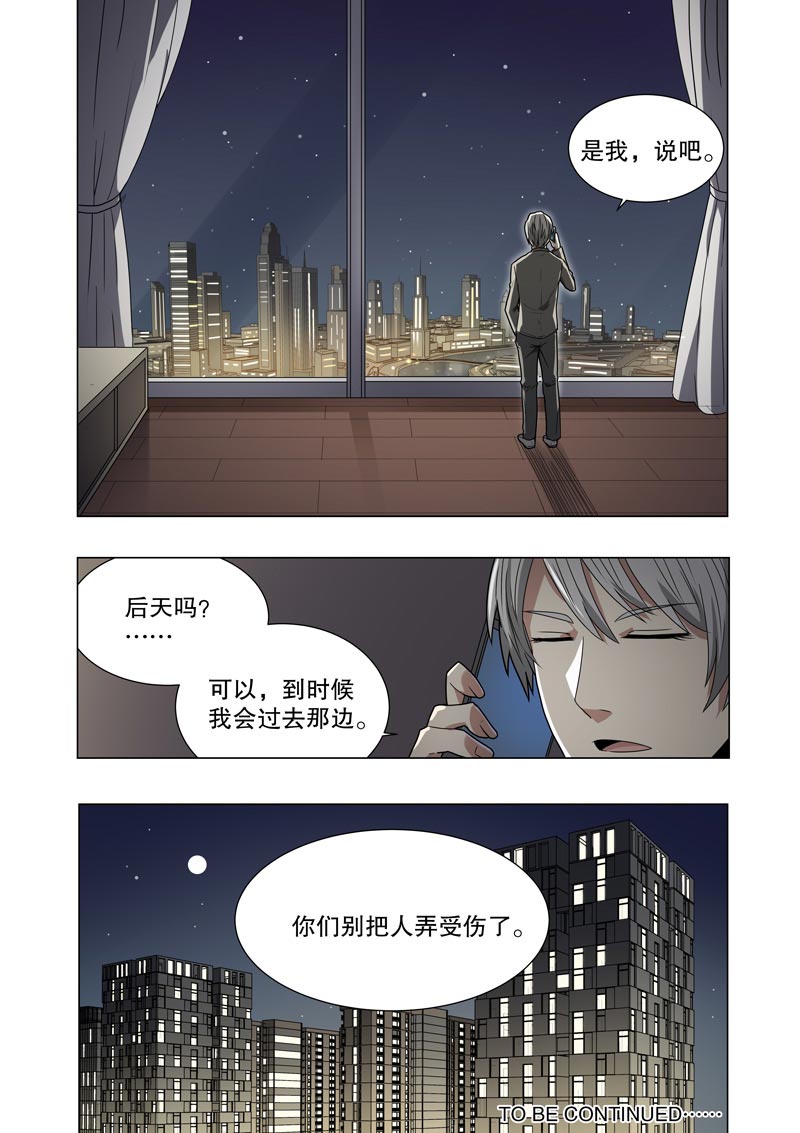 是我，说吧。
后天吗？
……
可以，到时候
我会过去那边。
你们别把人弄受伤了。
TO BE CONTINUED……